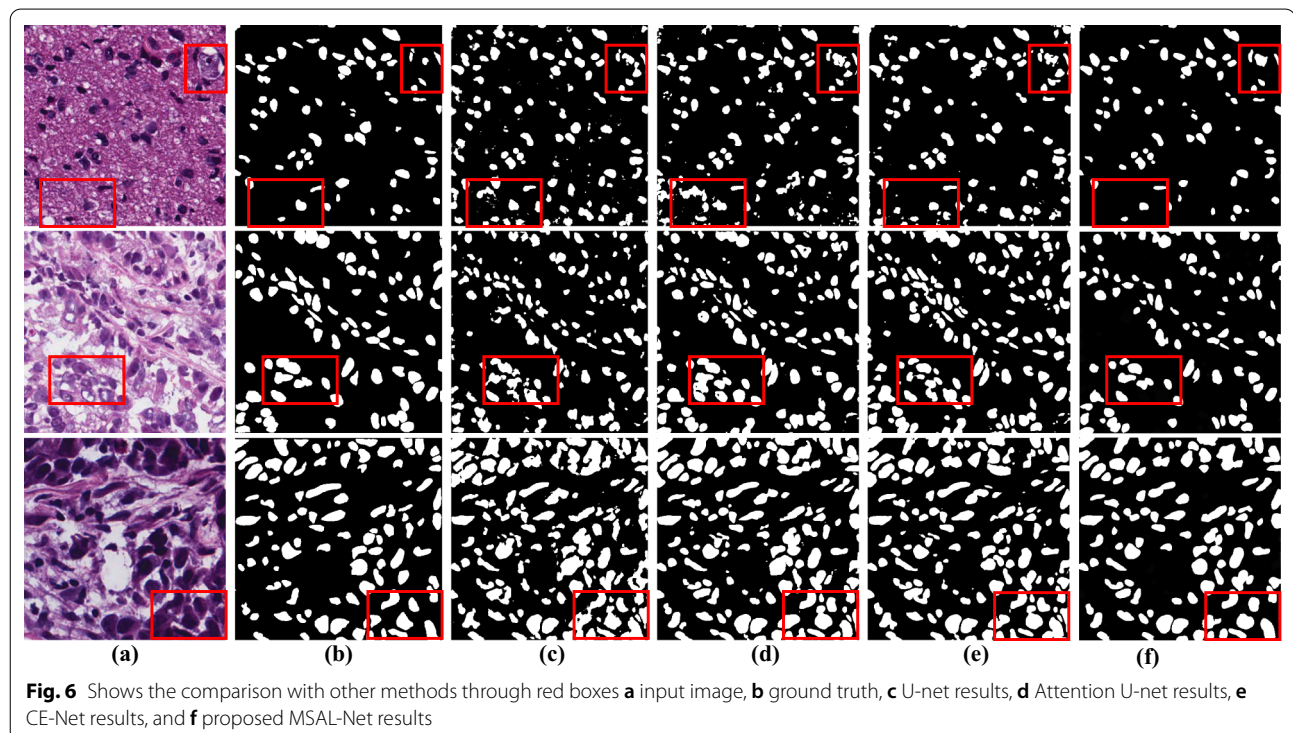 (a) (b) (c) (d) (e) (f)
Fig. 6 Shows the comparison with other methods through red boxes a input image, b ground truth, c U-net results, d Attention U-net results, e
CE-Net results, and f proposed MSAL-Net results